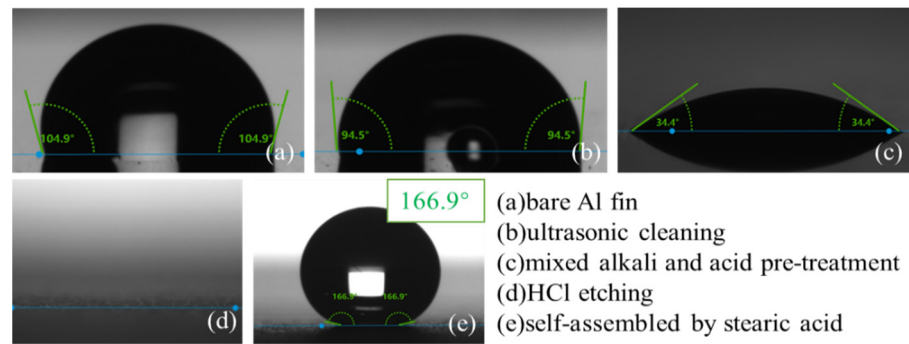 104.9°
104.9°
(a)
94.5°
94.5°
(b)
34.4°
34.4°
(c)
(d)
166.9°
166.9°
166.9°
(e)
(a)bare Al fin
(b)ultrasonic cleaning
(c)mixed alkali and acid pre-treatment
(d)HCl etching
(e)self-assembled by stearic acid